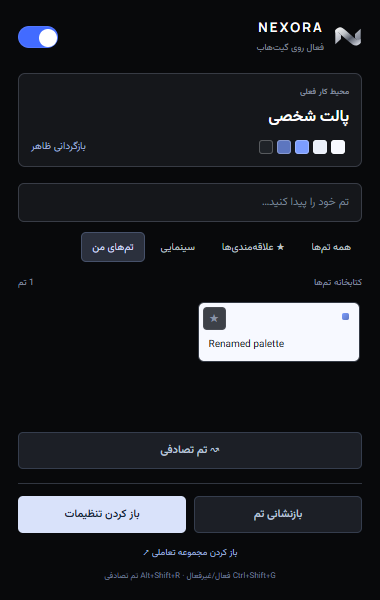 NEXORA
فعال روی گیت‌هاب
محیط کار فعلی
پالت شخصی
بازگردانی ظاهر
تم خود را پیدا کنید...
همه تم‌ها
★ علاقه‌مندی‌ها
سینمایی
تم‌های من
کتابخانه تم‌ها
1 تم
★
Renamed palette
↝ تم تصادفی
بازنشانی تم
باز کردن تنظیمات
باز کردن مجموعه تعاملی ↗
Ctrl+Shift+G فعال/غیرفعال · Alt+Shift+R تم تصادفی